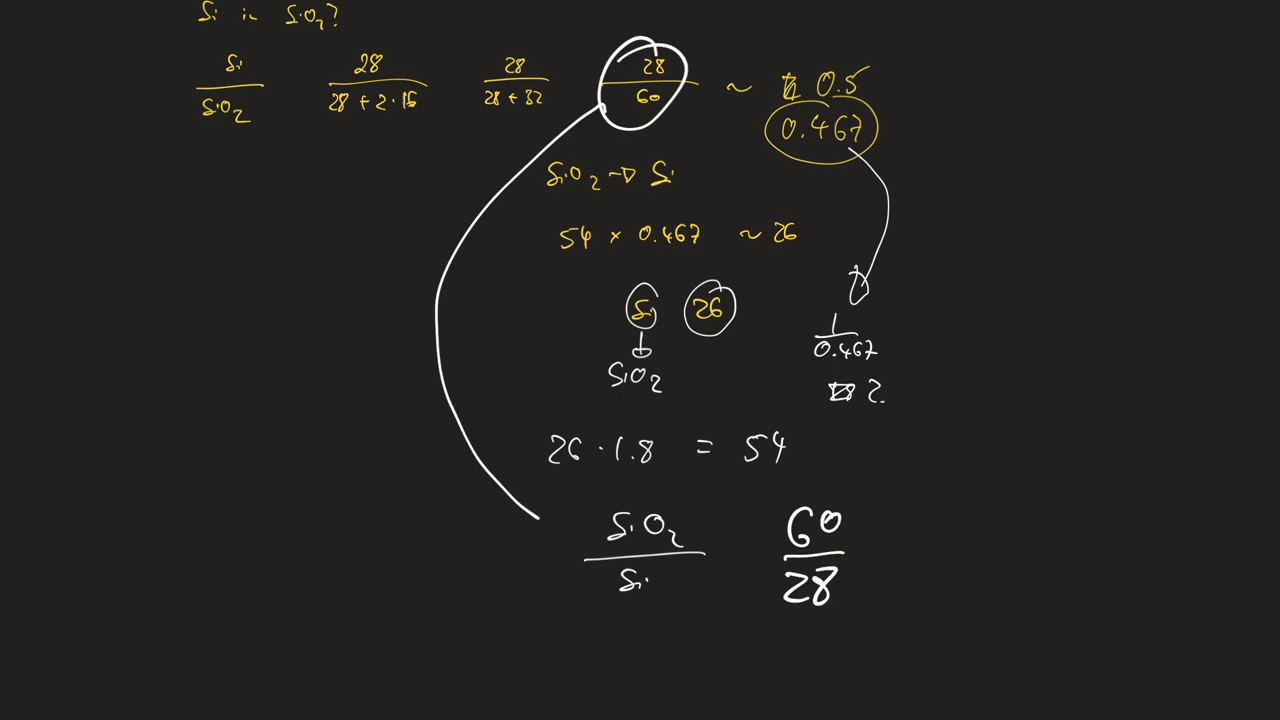 Si in SiO2?
Si/SiO2 28/(28 + 2·16) 28/(28 + 32) 28/60 ~ 0.5
0.467
SiO2 → Si
54 × 0.467 ~ 26
Si 26
1/0.467
SiO2
2.
26 · 1.8 = 54
SiO2/Si 60/28